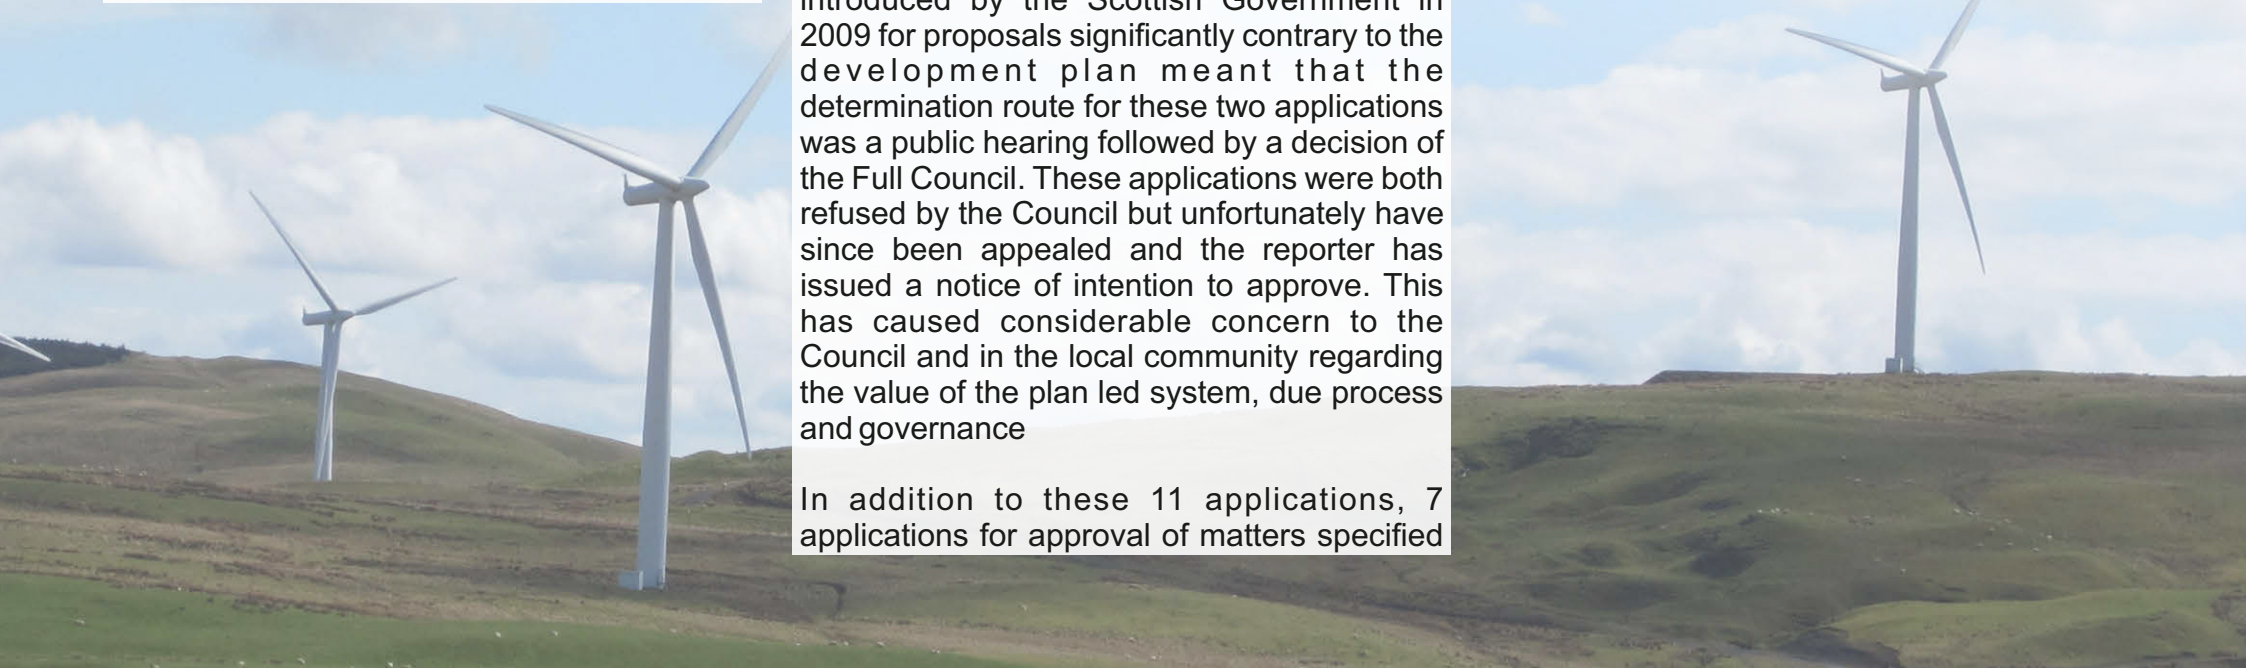 introduced by the Scottish Government in
2009 for proposals significantly contrary to the
development plan meant that the
determination route for these two applications
was a public hearing followed by a decision of
the Full Council. These applications were both
refused by the Council but unfortunately have
since been appealed and the reporter has
issued a notice of intention to approve. This
has caused considerable concern to the
Council and in the local community regarding
the value of the plan led system, due process
and governance
In addition to these 11 applications, 7
applications for approval of matters specified